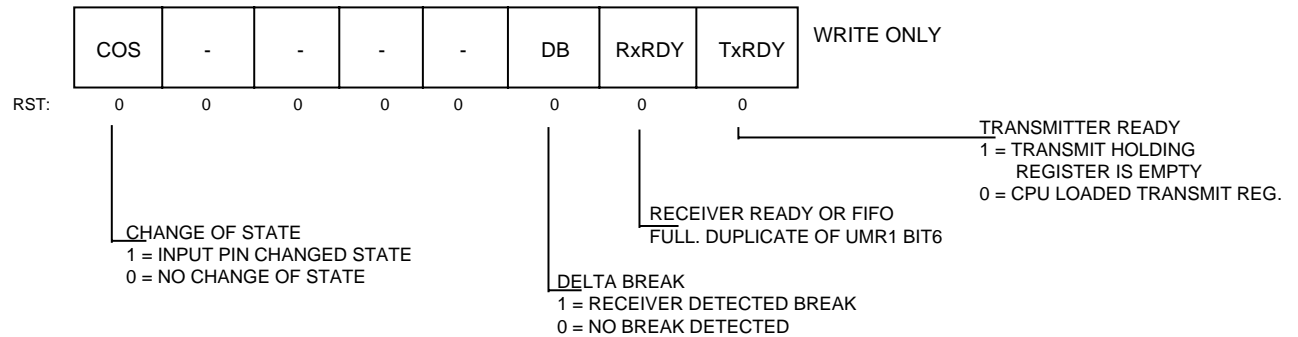 COS - - - - DB RxRDY TxRDY WRITE ONLY
RST: 0 0 0 0 0 0 0 0
TRANSMITTER READY
1 = TRANSMIT HOLDING
REGISTER IS EMPTY
0 = CPU LOADED TRANSMIT REG.
RECEIVER READY OR FIFO
FULL. DUPLICATE OF UMR1 BIT6
CHANGE OF STATE
1 = INPUT PIN CHANGED STATE
0 = NO CHANGE OF STATE
DELTA BREAK
1 = RECEIVER DETECTED BREAK
0 = NO BREAK DETECTED